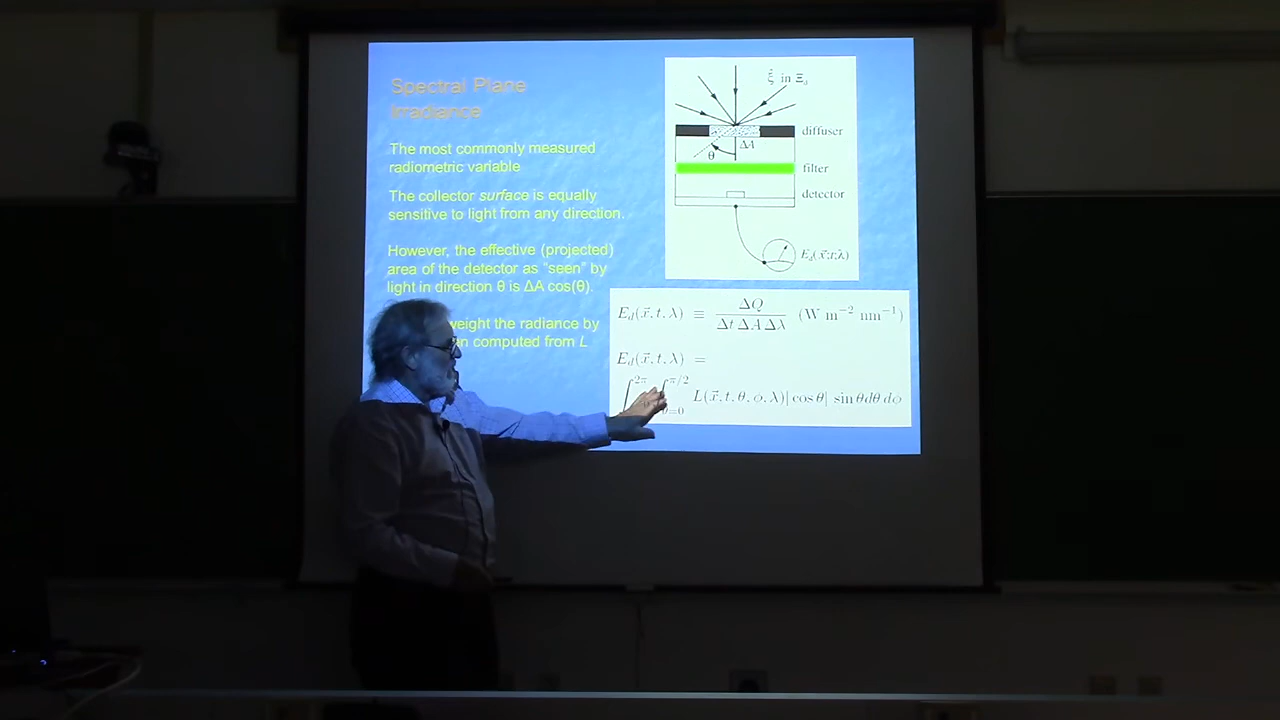 Spectral Plane
Irradiance
The most commonly measured
radiometric variable
The collector surface is equally
sensitive to light from any direction.
However, the effective (projected)
area of the detector as "seen" by
light in direction θ is ΔA cos(θ).
weight the radiance by
computed from L
ξ̂ in Ξd
diffuser
ΔA
θ
filter
detector
Ed(x⃗;t;λ)
Ed(x⃗, t, λ) ≡ ΔQ / Δt ΔA Δλ (W m⁻² nm⁻¹)
Ed(x⃗, t, λ) =
∫ 2π ∫ π/2 θ=0 L(x⃗, t, θ, φ, λ)| cos θ| sin θdθ dφ